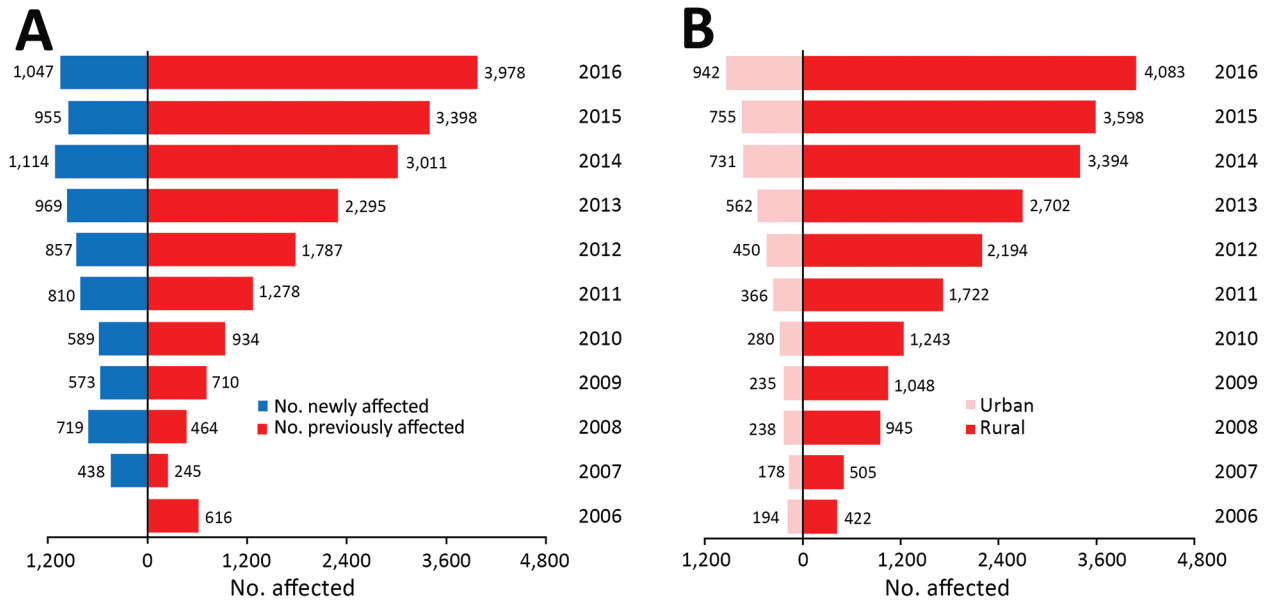 A
1,047 3,978 2016
955 3,398 2015
1,114 3,011 2014
969 2,295 2013
857 1,787 2012
810 1,278 2011
589 934 2010
573 710 2009
719 464 2008
438 245 2007
616 2006
No. newly affected
No. previously affected
1,200 0 1,200 2,400 3,600 4,800
No. affected
B
942 4,083 2016
755 3,598 2015
731 3,394 2014
562 2,702 2013
450 2,194 2012
366 1,722 2011
280 1,243 2010
235 1,048 2009
238 945 2008
178 505 2007
194 422 2006
Urban
Rural
1,200 0 1,200 2,400 3,600 4,800
No. affected